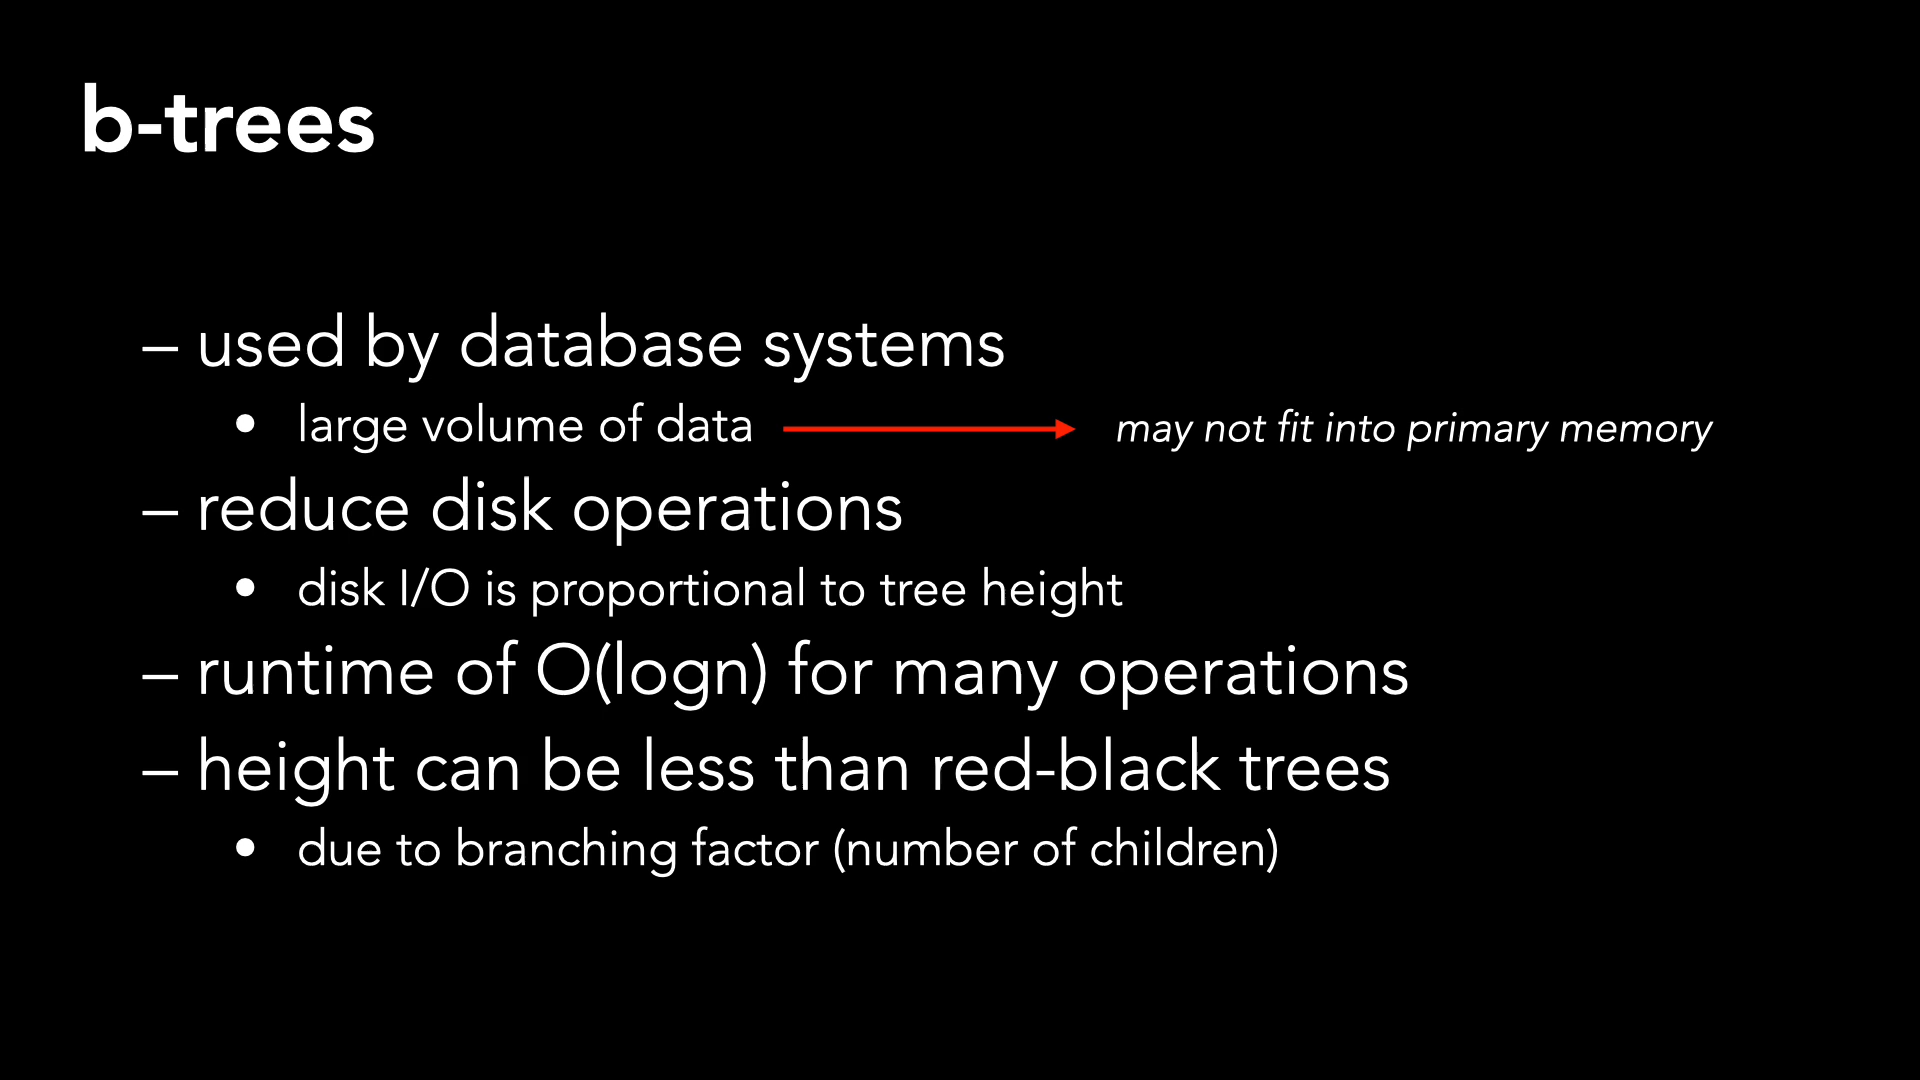 b-trees
– used by database systems
• large volume of data may not fit into primary memory
– reduce disk operations
• disk I/O is proportional to tree height
– runtime of O(logn) for many operations
– height can be less than red-black trees
• due to branching factor (number of children)